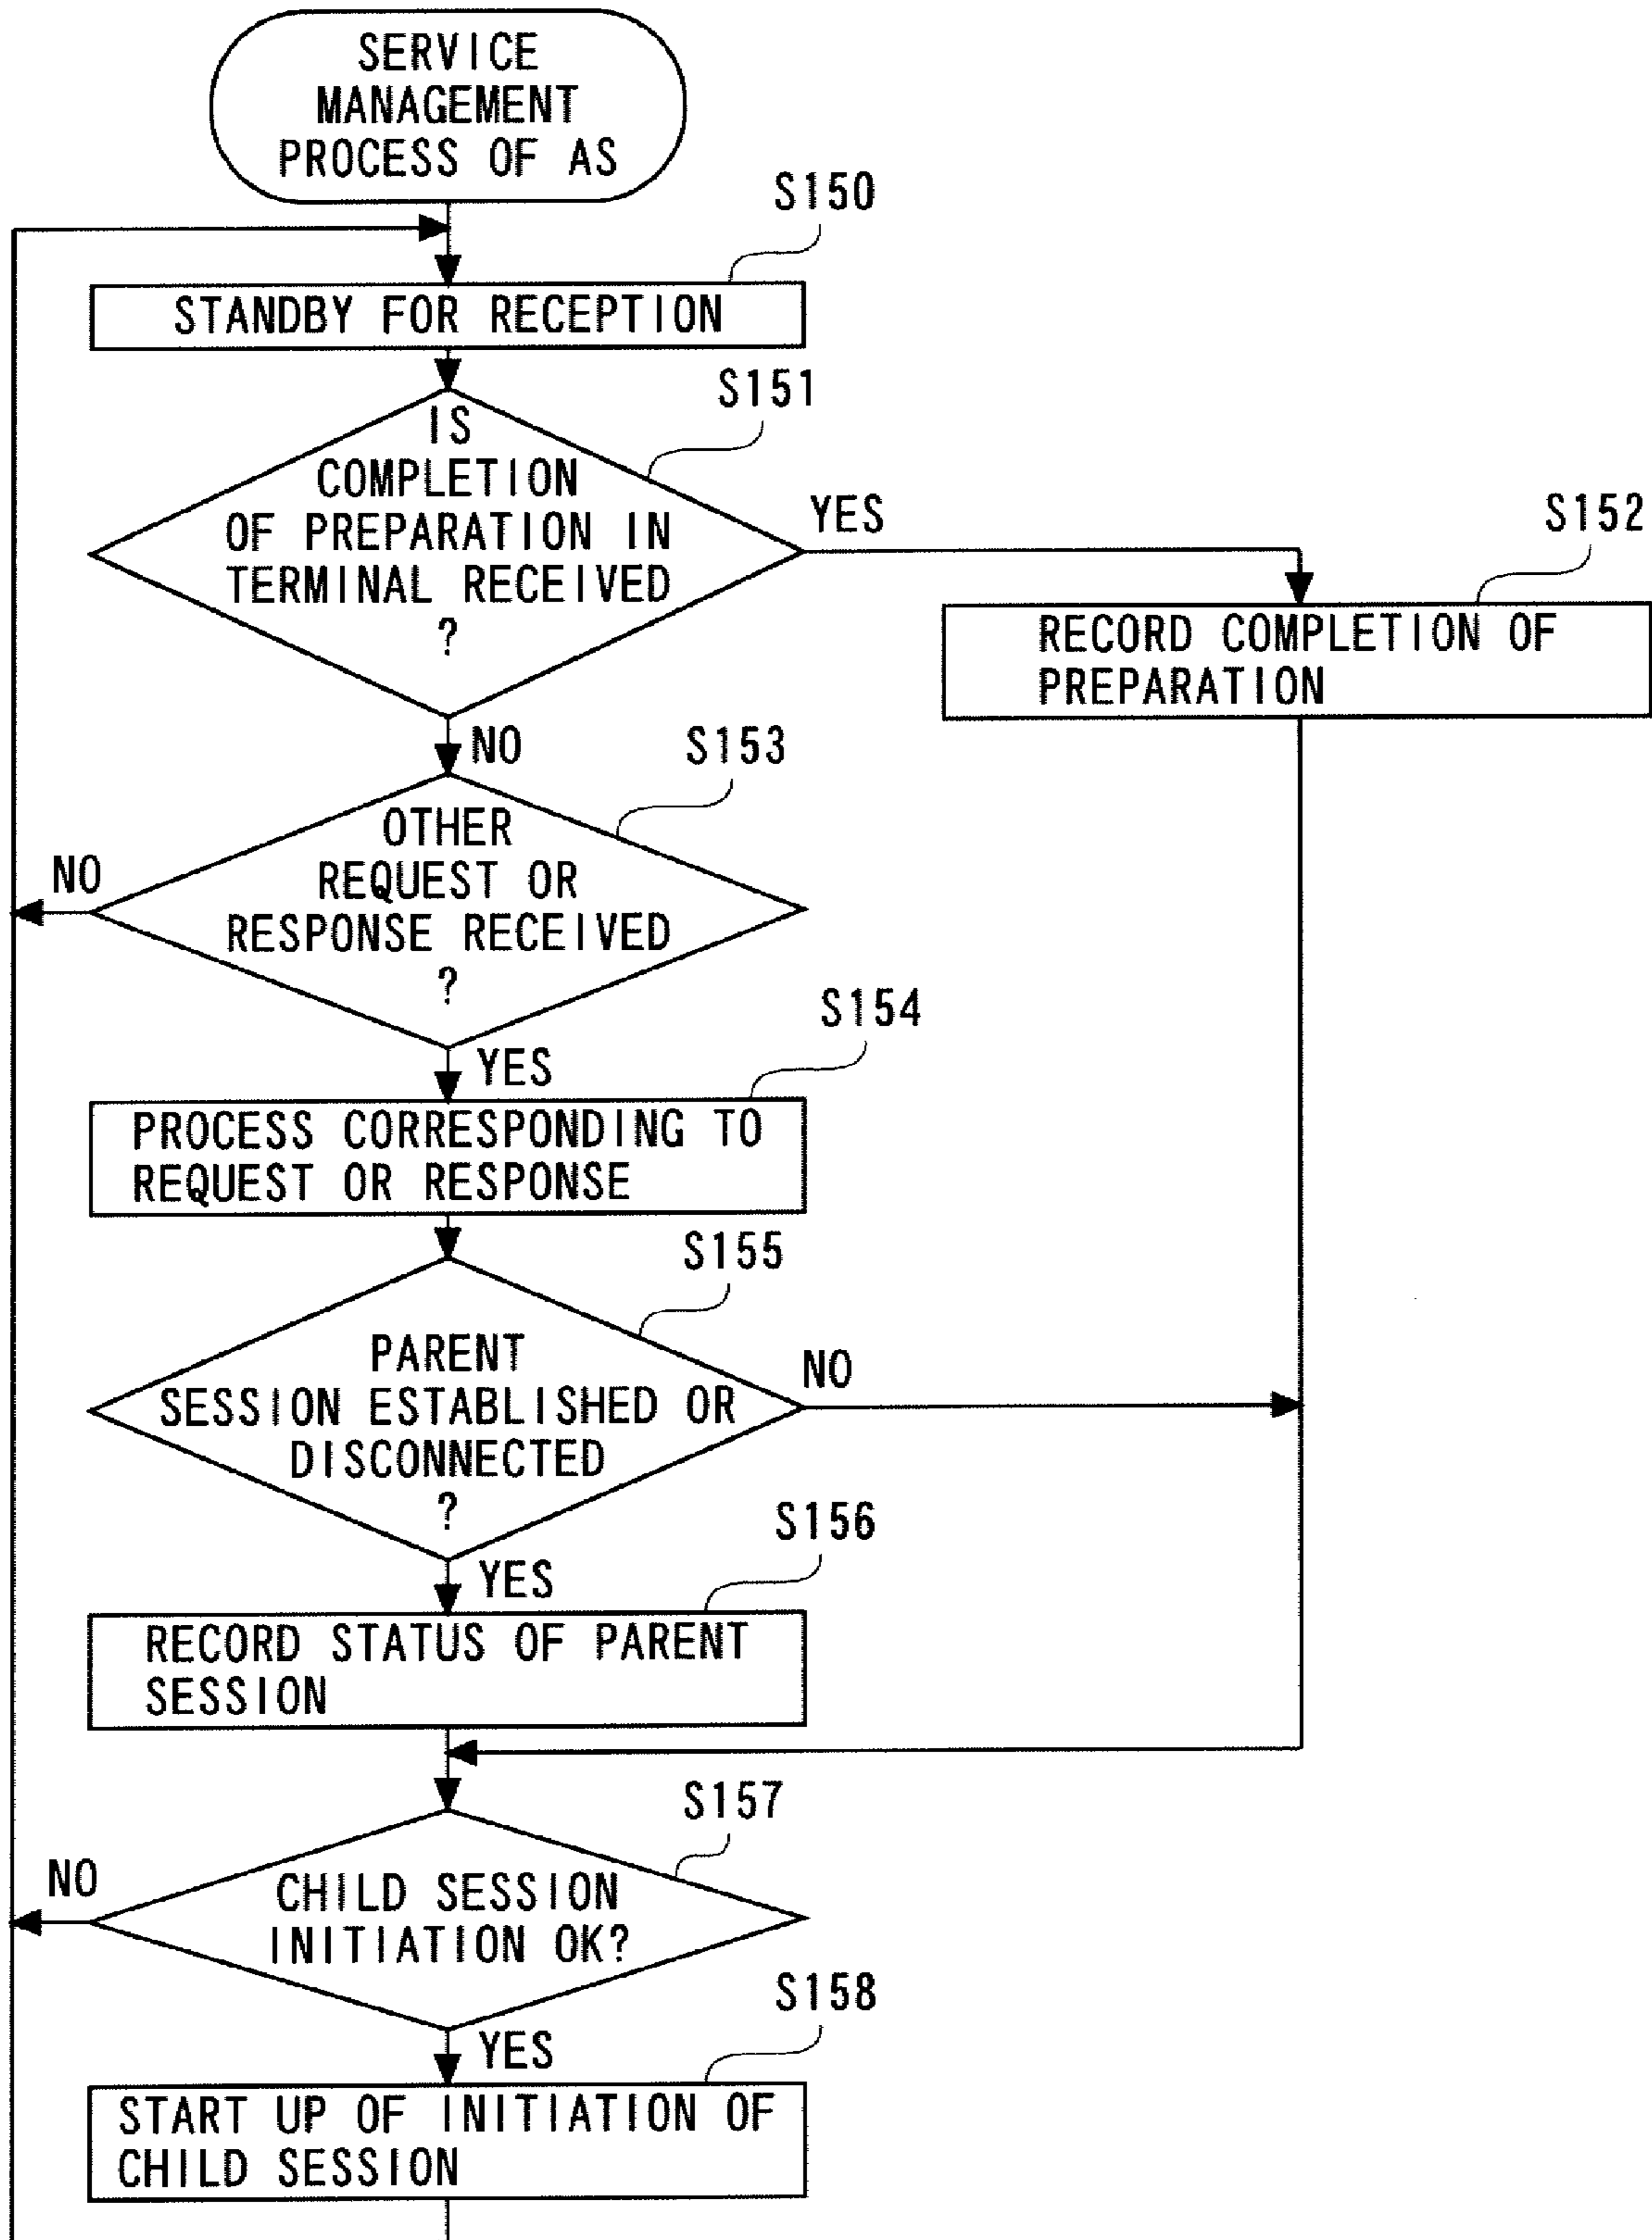 SERVICE
MANAGEMENT
PROCESS OF AS
S150
STANDBY FOR RECEPTION
S151
IS
COMPLETION
OF PREPARATION IN
TERMINAL RECEIVED
?
YES
S152
RECORD COMPLETION OF
PREPARATION
NO
S153
OTHER
REQUEST OR
RESPONSE RECEIVED
?
NO
YES
S154
PROCESS CORRESPONDING TO
REQUEST OR RESPONSE
S155
PARENT
SESSION ESTABLISHED OR
DISCONNECTED
?
NO
YES
S156
RECORD STATUS OF PARENT
SESSION
S157
CHILD SESSION
INITIATION OK?
NO
YES
S158
START UP OF INITIATION OF
CHILD SESSION